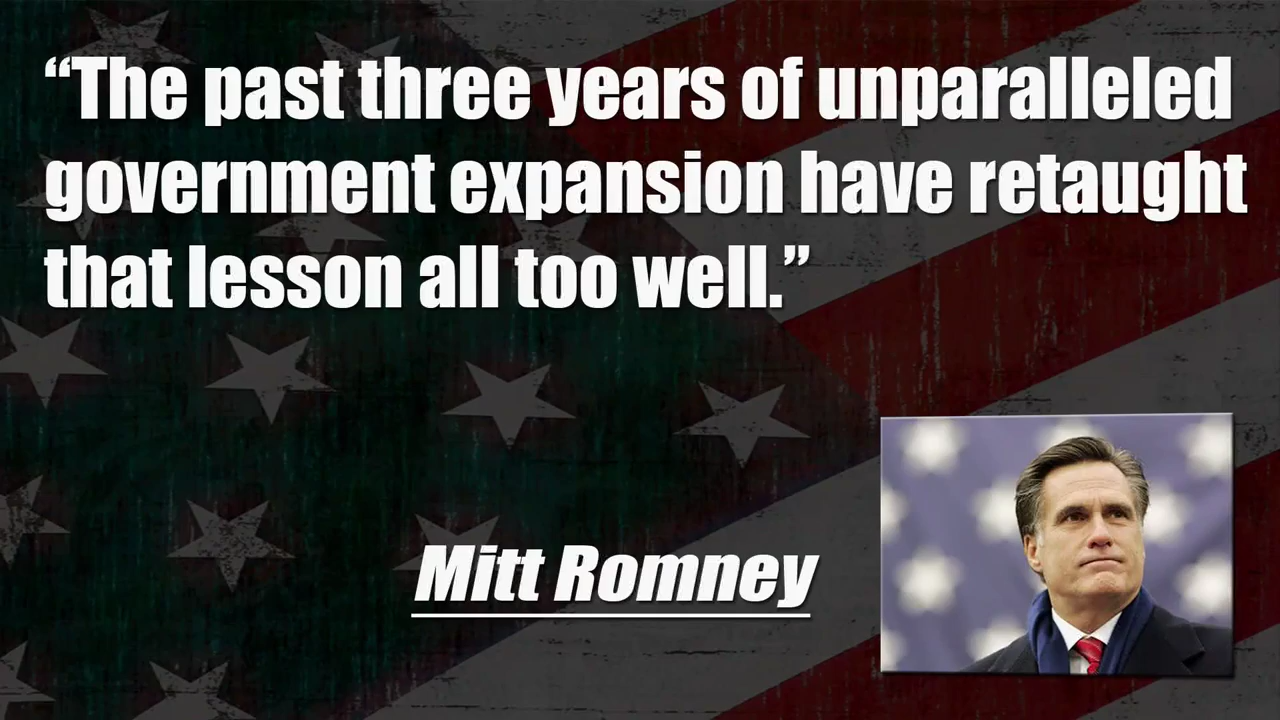 “The past three years of unparalleled
government expansion have retaught
that lesson all too well.”
Mitt Romney